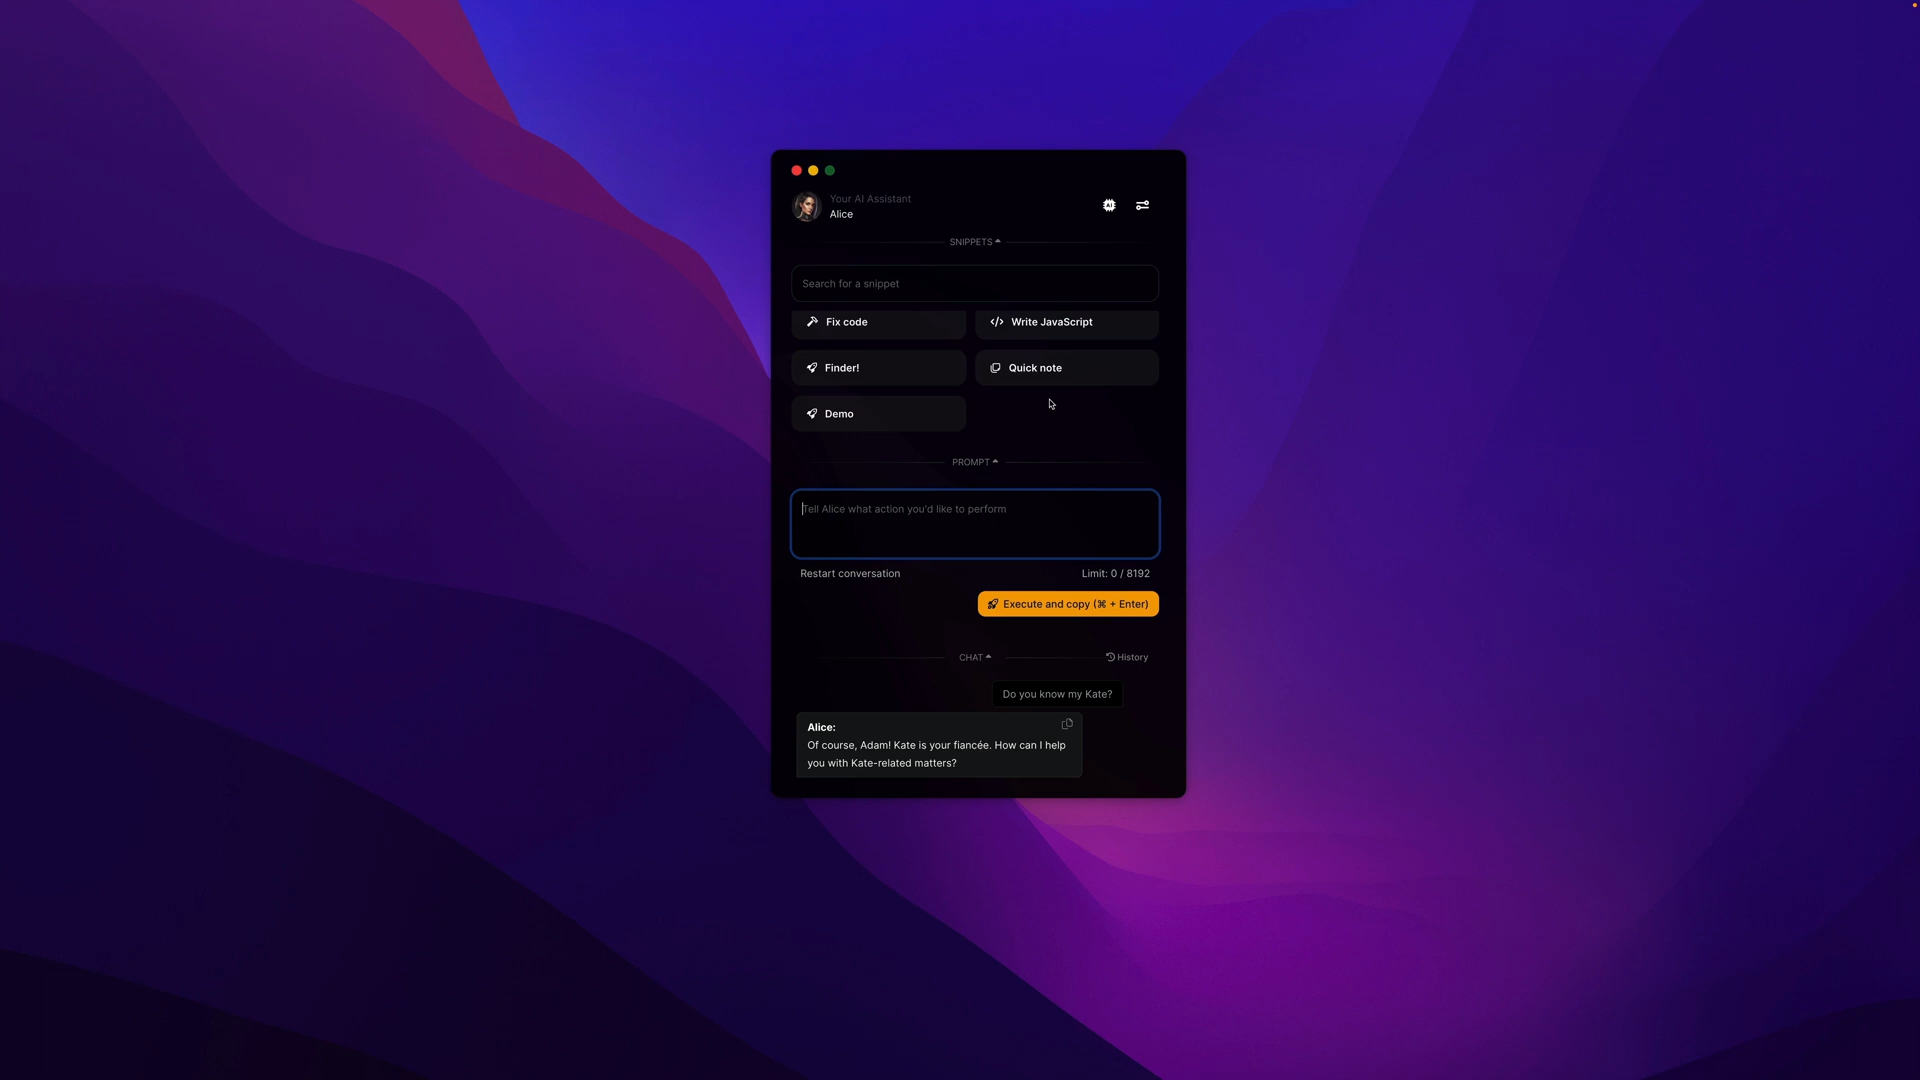 Your AI Assistant
Alice
SNIPPETS
Search for a snippet
Fix code
Write JavaScript
Finder!
Quick note
Demo
PROMPT
Tell Alice what action you'd like to perform
Restart conversation
Limit: 0 / 8192
Execute and copy (⌘ + Enter)
CHAT
History
Do you know my Kate?
Alice:
Of course, Adam! Kate is your fiancée. How can I help
you with Kate-related matters?